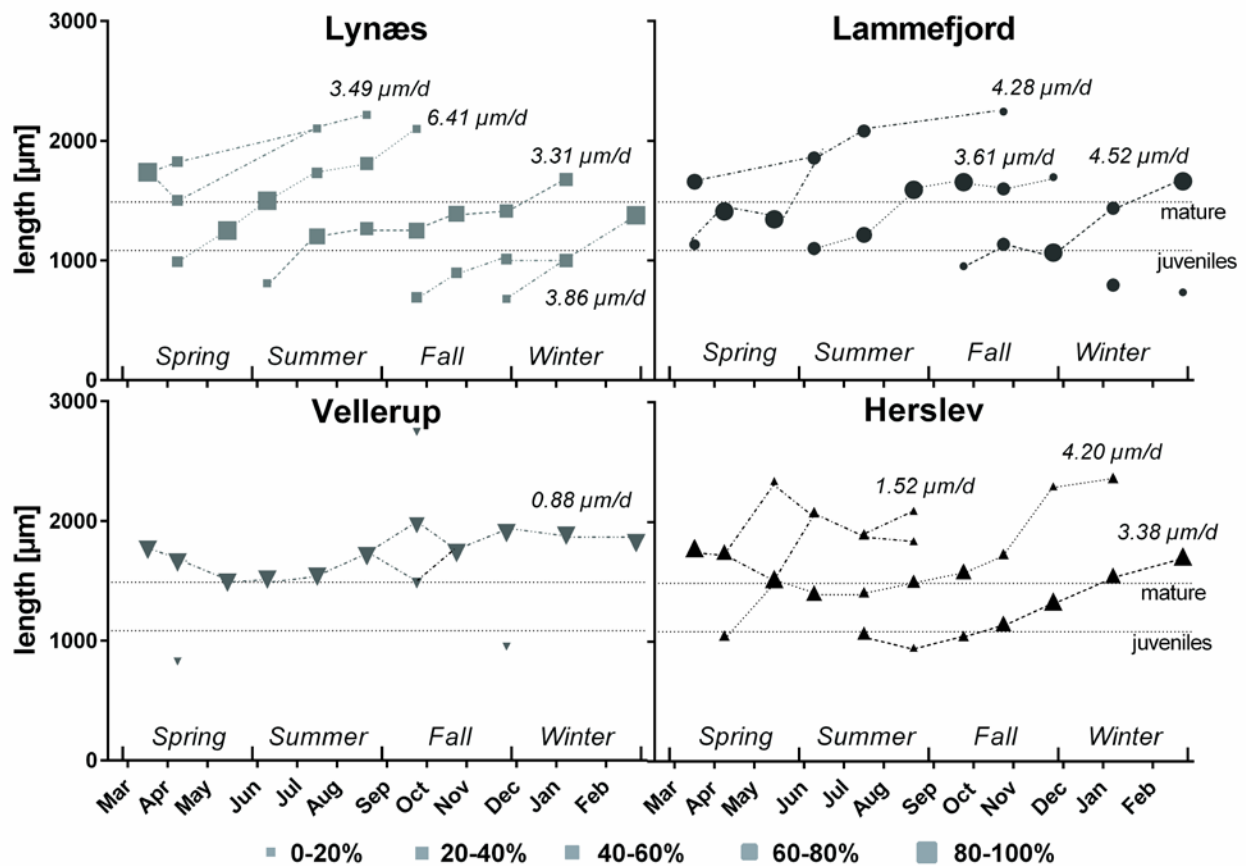 Lynæs
Lammefjord
3000
2000
1000
0
length [µm]
3.49 µm/d
6.41 µm/d
3.31 µm/d
3.86 µm/d
4.28 µm/d
3.61 µm/d
4.52 µm/d
mature
juveniles
Spring Summer Fall Winter
Spring Summer Fall Winter
Vellerup
Herslev
3000
2000
1000
0
length [µm]
0.88 µm/d
1.52 µm/d
4.20 µm/d
3.38 µm/d
mature
juveniles
Spring Summer Fall Winter
Spring Summer Fall Winter
Mar Apr May Jun Jul Aug Sep Oct Nov Dec Jan Feb
Mar Apr May Jun Jul Aug Sep Oct Nov Dec Jan Feb
0-20% 20-40% 40-60% 60-80% 80-100%